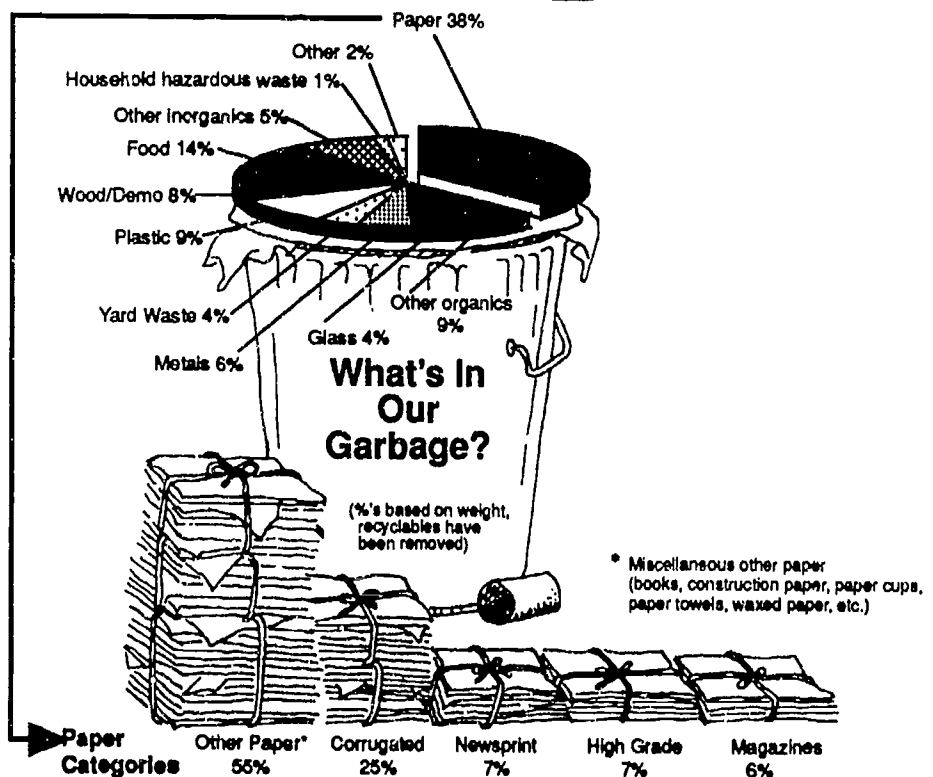 Paper 38%
Other 2%
Household hazardous waste 1%
Other inorganics 5%
Food 14%
Wood/Demo 8%
Plastic 9%
Yard Waste 4%
Metals 6%
Glass 4%
Other organics
9%
What's In
Our
Garbage?
(%'s based on weight,
recyclables have
been removed)
* Miscellaneous other paper
(books, construction paper, paper cups,
paper towels, waxed paper, etc.)
Paper
Categories
Other Paper*
55%
Corrugated
25%
Newsprint
7%
High Grade
7%
Magazines
6%